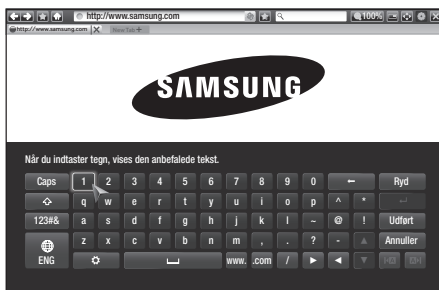 http://www.samsung.com 100%
http://www.samsung.com New Tab +
SAMSUNG
Når du indtaster tegn, vises den anbefalede tekst.
Caps 1 2 3 4 5 6 7 8 9 0 Ryd
q w e r t y u i o p ^ *
123#& a s d f g h j k l ~ @ ! Udført
z x c v b n m , . ? - Annuller
ENG www. .com /